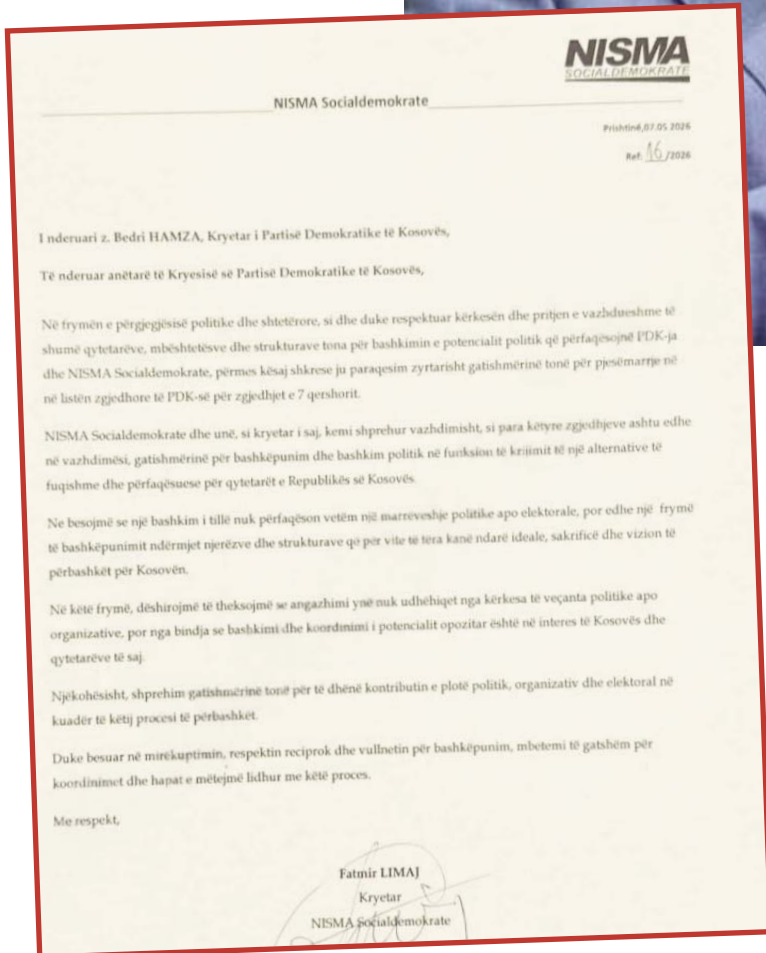 NISMA
SOCIALDEMOKRATE
NISMA Socialdemokrate
Prishtinë,07.05 2026
Ref: 16/2026
I nderuari z. Bedri HAMZA, Kryetar i Partisë Demokratike të Kosovës,
Të nderuar anëtarë të Kryesisë së Partisë Demokratike të Kosovës,
Në frymën e përgjegjësisë politike dhe shtetërore, si dhe duke respektuar kërkesën dhe pritjen e vazhdueshme të
shumë qytetarëve, mbështetësve dhe strukturave tona për bashkimin e potencialit politik që përfaqësojnë PDK-ja
dhe NISMA Socialdemokrate, përmes kësaj shkrese ju paraqesim zyrtarisht gatishmërinë tonë për pjesëmarrje në
në listën zgjedhore të PDK-së për zgjedhjet e 7 qershorit.
NISMA Socialdemokrate dhe unë, si kryetar i saj, kemi shprehur vazhdimisht, si para këtyre zgjedhjeve ashtu edhe
në vazhdimësi, gatishmërinë për bashkëpunim dhe bashkim politik në funksion të krijimit të një alternative të
fuqishme dhe përfaqësuese për qytetarët e Republikës së Kosovës.
Ne besojmë se një bashkim i tillë nuk përfaqëson vetëm një marrëveshje politike apo elektorale, por edhe një frymë
të bashkëpunimit ndërmjet njerëzve dhe strukturave që për vite të tëra kanë ndarë ideale, sakrificë dhe vizion të
përbashkët për Kosovën.
Në këtë frymë, dëshirojmë të theksojmë se angazhimi ynë nuk udhëhiqet nga kërkesa të veçanta politike apo
organizative, por nga bindja se bashkimi dhe koordinimi i potencialit opozitar është në interes të Kosovës dhe
qytetarëve të saj.
Njëkohësisht, shprehim gatishmërinë tonë për të dhënë kontributin e plotë politik, organizativ dhe elektoral në
kuadër të këtij procesi të përbashkët.
Duke besuar në mirëkuptimin, respektin reciprok dhe vullnetin për bashkëpunim, mbetemi të gatshëm për
koordinimet dhe hapat e mëtejmë lidhur me këtë proces.
Me respekt,
Fatmir LIMAJ
Kryetar
NISMA Socialdemokrate